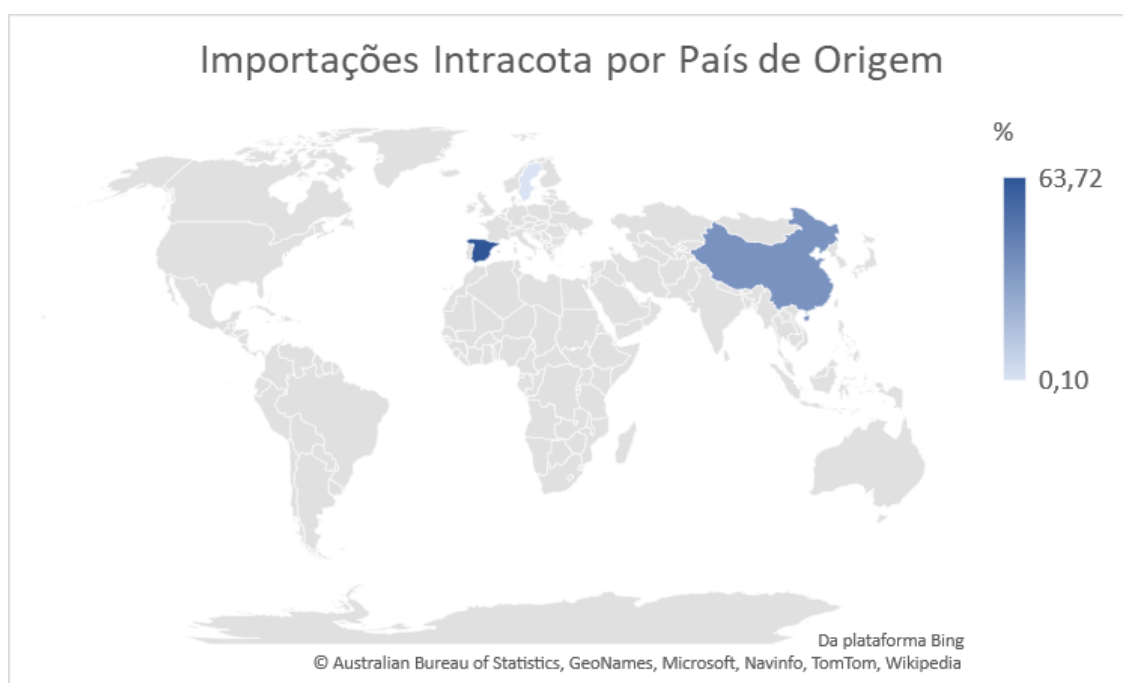 Importações Intracota por País de Origem
%
63,72
0,10
Da plataforma Bing
© Australian Bureau of Statistics, GeoNames, Microsoft, Navinfo, TomTom, Wikipedia